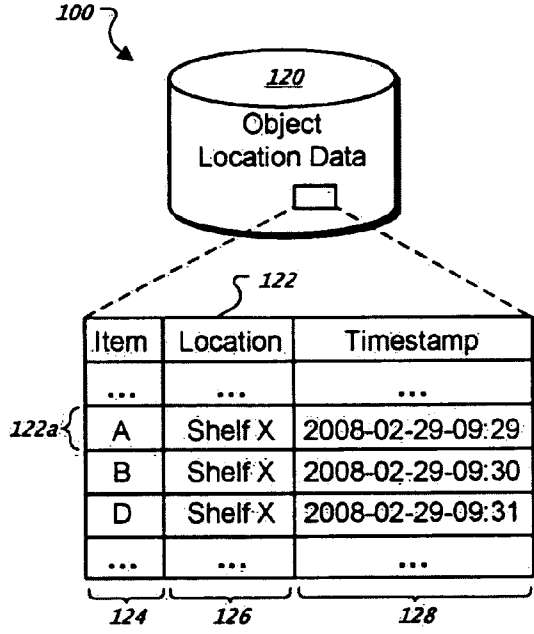 100
120
Object
Location Data
122
Item Location Timestamp
... ... ...
122a A Shelf X 2008-02-29-09:29
B Shelf X 2008-02-29-09:30
D Shelf X 2008-02-29-09:31
... ... ...
124 126 128